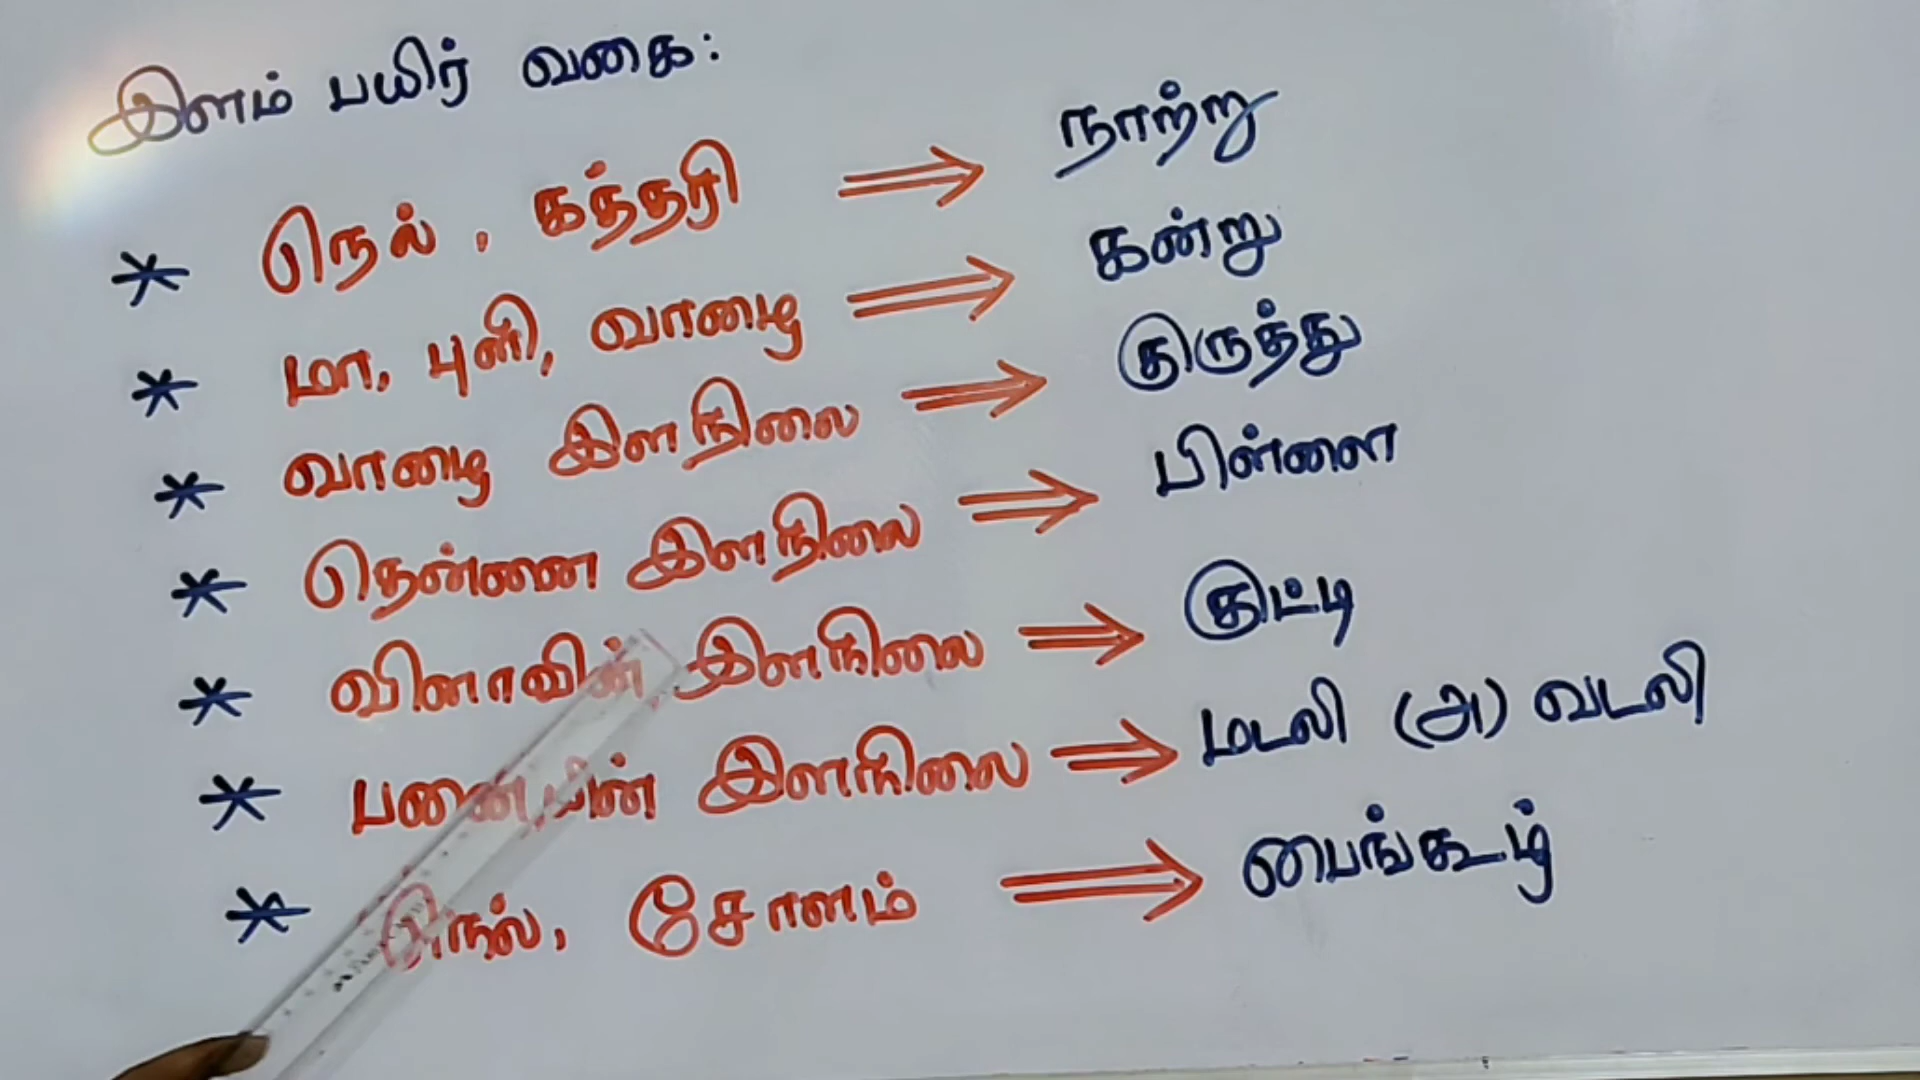 இளம் பயிர் வகை:
* நெல், கத்தரி ⇒ நாற்று
* மா, புளி, வாழை ⇒ கன்று
* வாழை இளநிலை ⇒ குருத்து
* தென்னை இளநிலை ⇒ பிள்ளை
* விளாவின் இளநிலை ⇒ குட்டி
* பனையின் இளநிலை ⇒ மடலி (அ) வடலி
* நெல், சோளம் ⇒ பைங்கூழ்